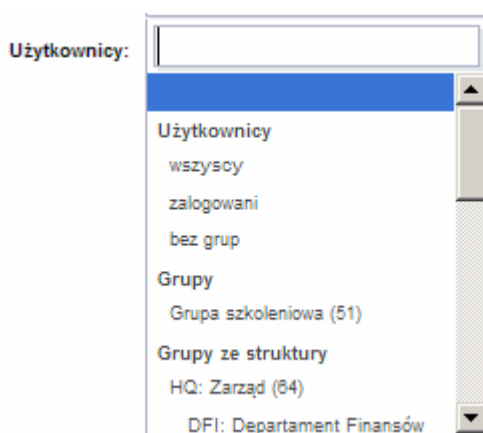 Użytkownicy:
Użytkownicy
wszyscy
zalogowani
bez grup
Grupy
Grupa szkoleniowa (51)
Grupy ze struktury
HQ: Zarząd (64)
DFI: Departament Finansów